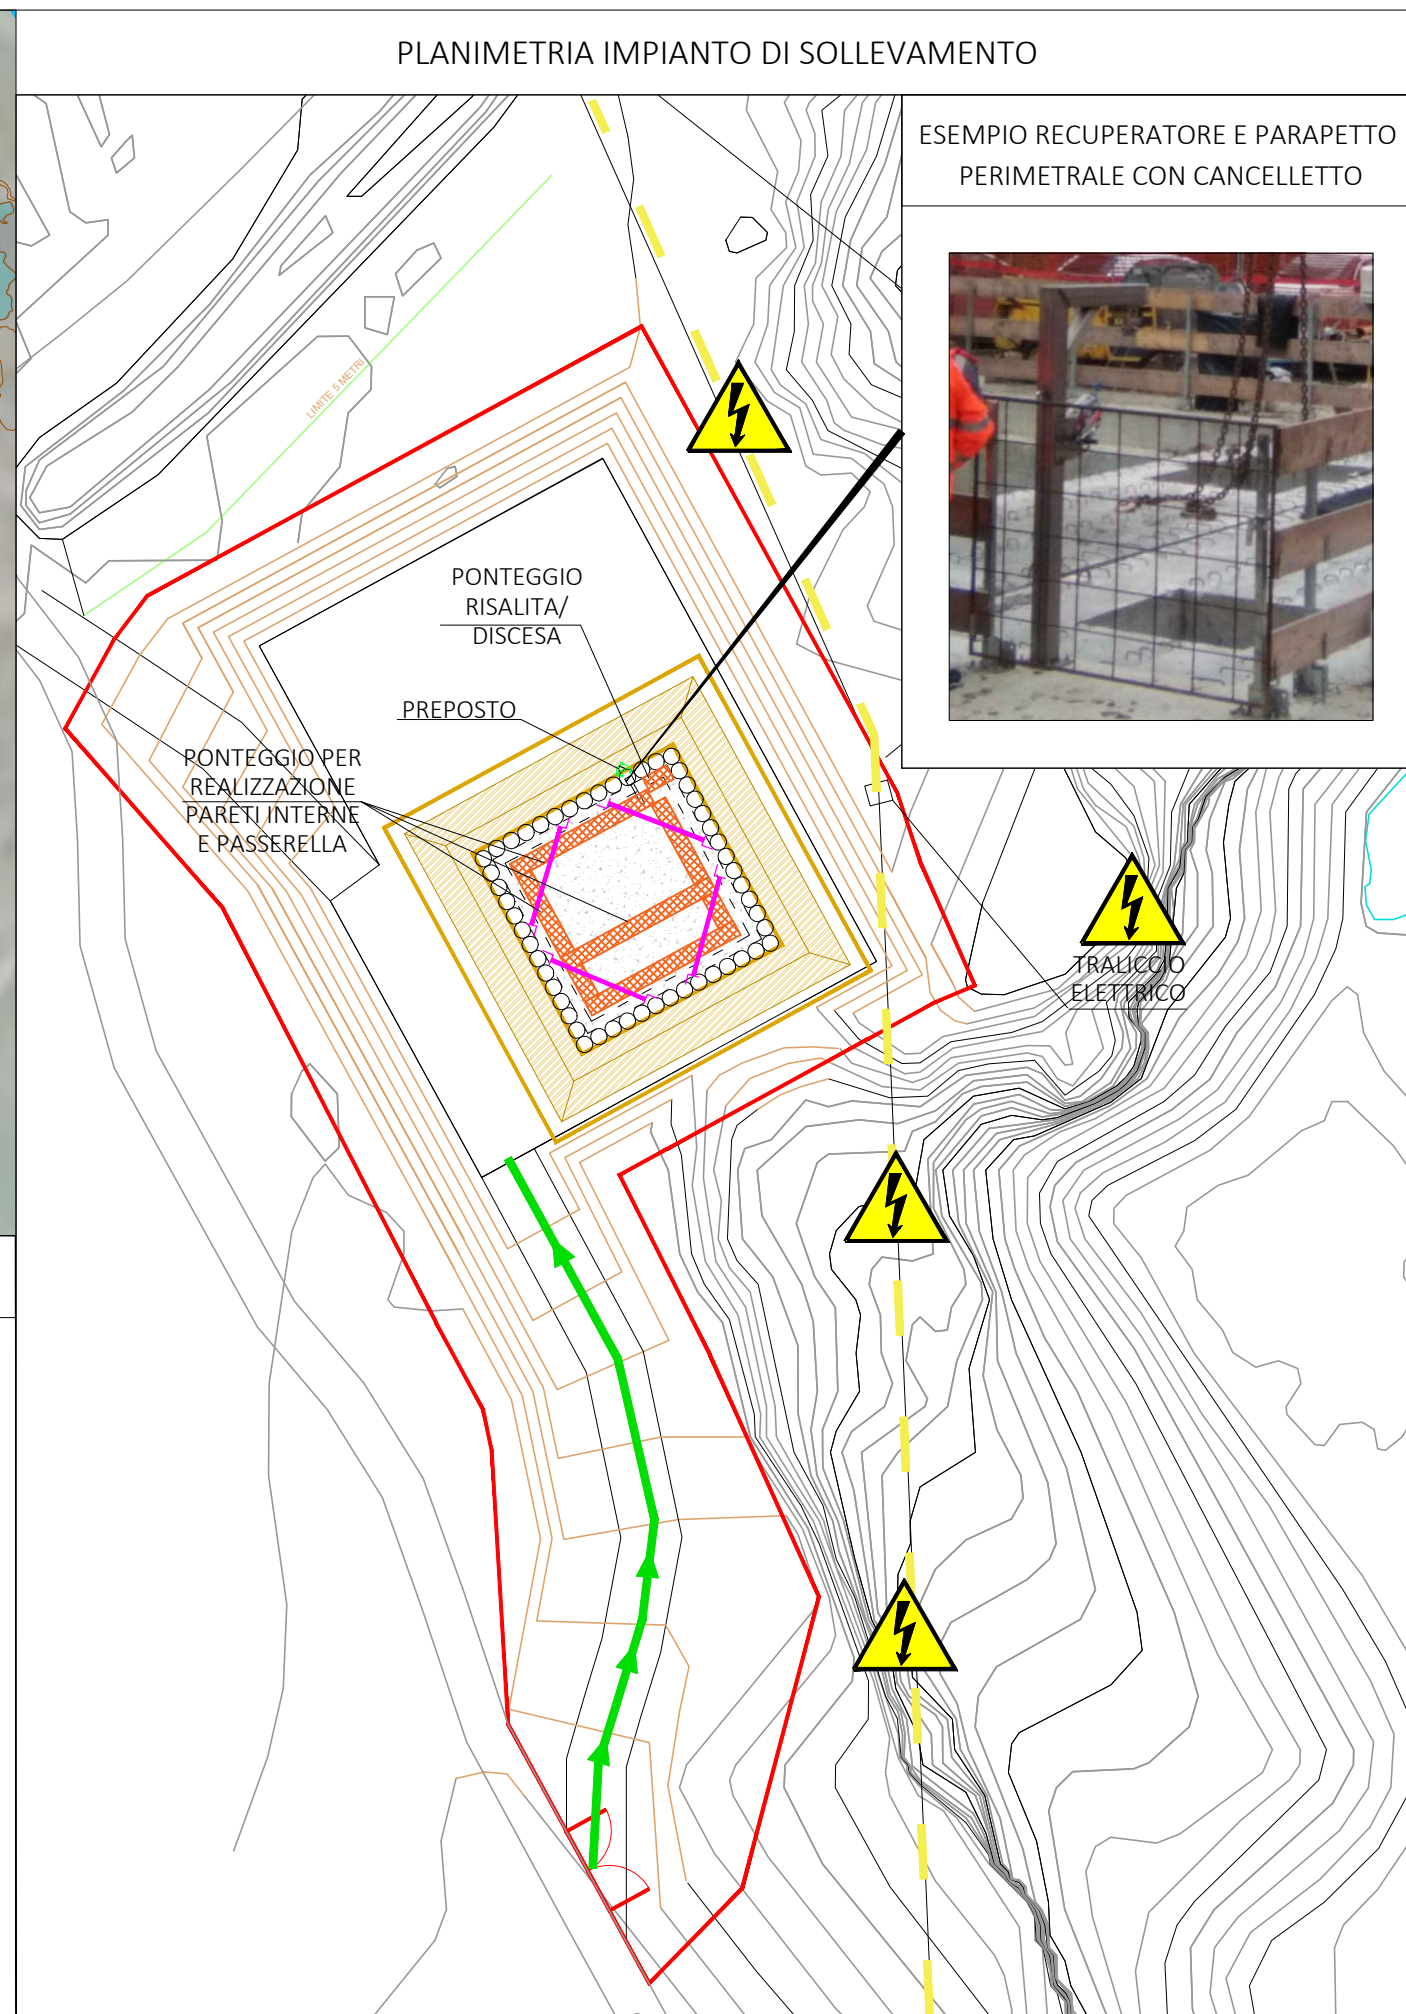 PLANIMETRIA IMPIANTO DI SOLLEVAMENTO
ESEMPIO RECUPERATORE E PARAPETTO
PERIMETRALE CON CANCELLETTO
LIMITE 5 METRI
PONTEGGIO
RISALITA/
DISCESA
PREPOSTO
PONTEGGIO PER
REALIZZAZIONE
PARETI INTERNE
E PASSERELLA
TRALICCIO
ELETTRICO